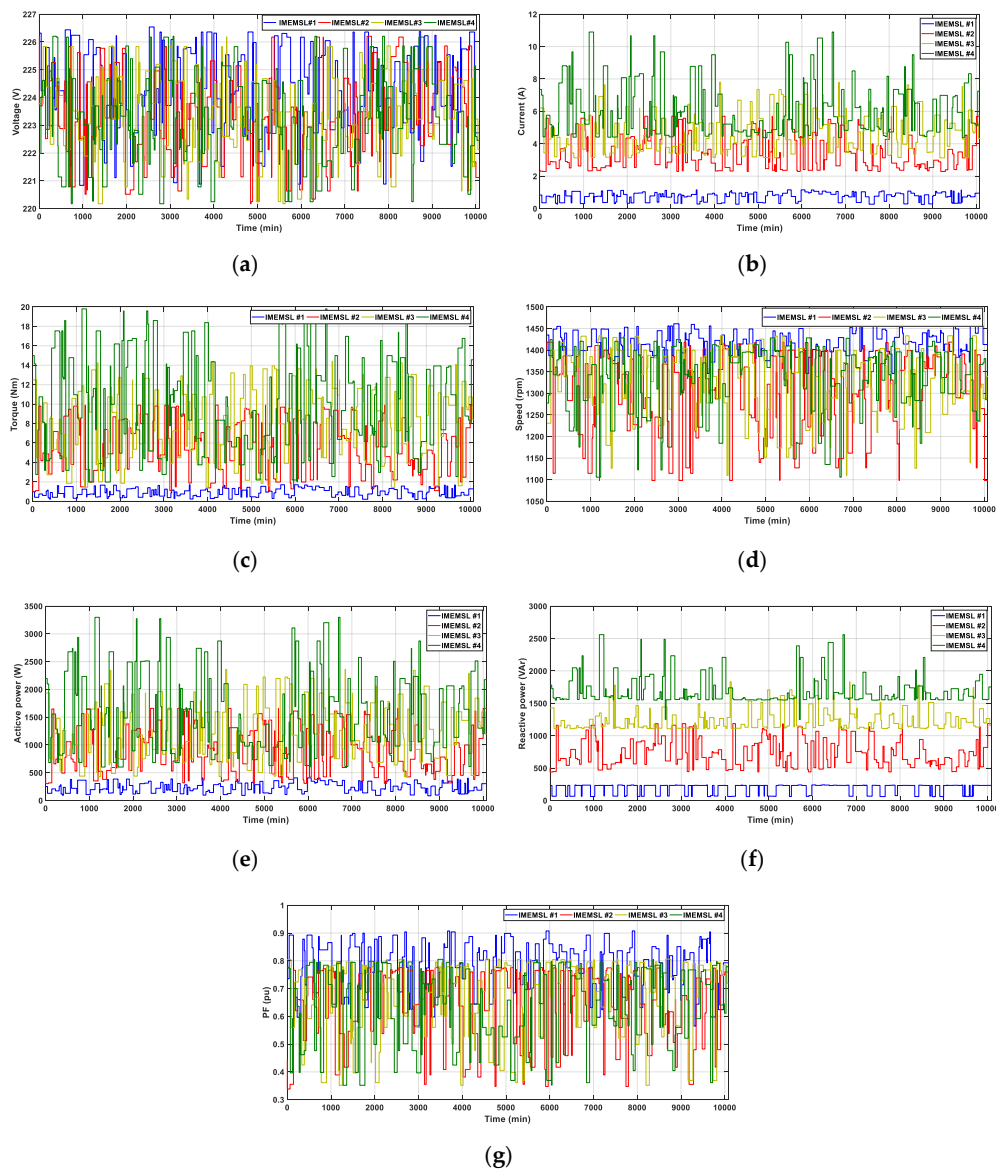 227
226
225
224
223
222
221
220
Voltage (V)
IMEMSL#1 IMEMSL#2 IMEMSL#3 IMEMSL#4
0 1000 2000 3000 4000 5000 6000 7000 8000 9000 10000
Time (min)
(a)
12
10
8
6
4
2
0
Current (A)
IMEMSL #1
IMEMSL #2
IMEMSL #3
IMEMSL #4
0 1000 2000 3000 4000 5000 6000 7000 8000 9000 10000
Time (min)
(b)
20
18
16
14
12
10
8
6
4
2
0
Torque (Nm)
IMEMSL #1 IMEMSL #2 IMEMSL #3 IMEMSL #4
0 1000 2000 3000 4000 5000 6000 7000 8000 9000 10000
Time (min)
(c)
1500
1450
1400
1350
1300
1250
1200
1150
1100
1050
Speed (rpm)
IMEMSL #1 IMEMSL #2 IMEMSL #3 IMEMSL #4
0 1000 2000 3000 4000 5000 6000 7000 8000 9000 10000
Time (min)
(d)
3500
3000
2500
2000
1500
1000
500
0
Acticve power (W)
IMEMSL #1
IMEMSL #2
IMEMSL #3
IMEMSL #4
0 1000 2000 3000 4000 5000 6000 7000 8000 9000 10000
Time (min)
(e)
3000
2500
2000
1500
1000
500
0
Reactive power (VAr)
IMEMSL #1
IMEMSL #2
IMEMSL #3
IMEMSL #4
0 1000 2000 3000 4000 5000 6000 7000 8000 9000 10000
Time (min)
(f)
1
0.9
0.8
0.7
0.6
0.5
0.4
0.3
PF (pu)
IMEMSL #1 IMEMSL #2 IMEMSL #3 IMEMSL #4
0 1000 2000 3000 4000 5000 6000 7000 8000 9000 10000
Time (min)
(g)